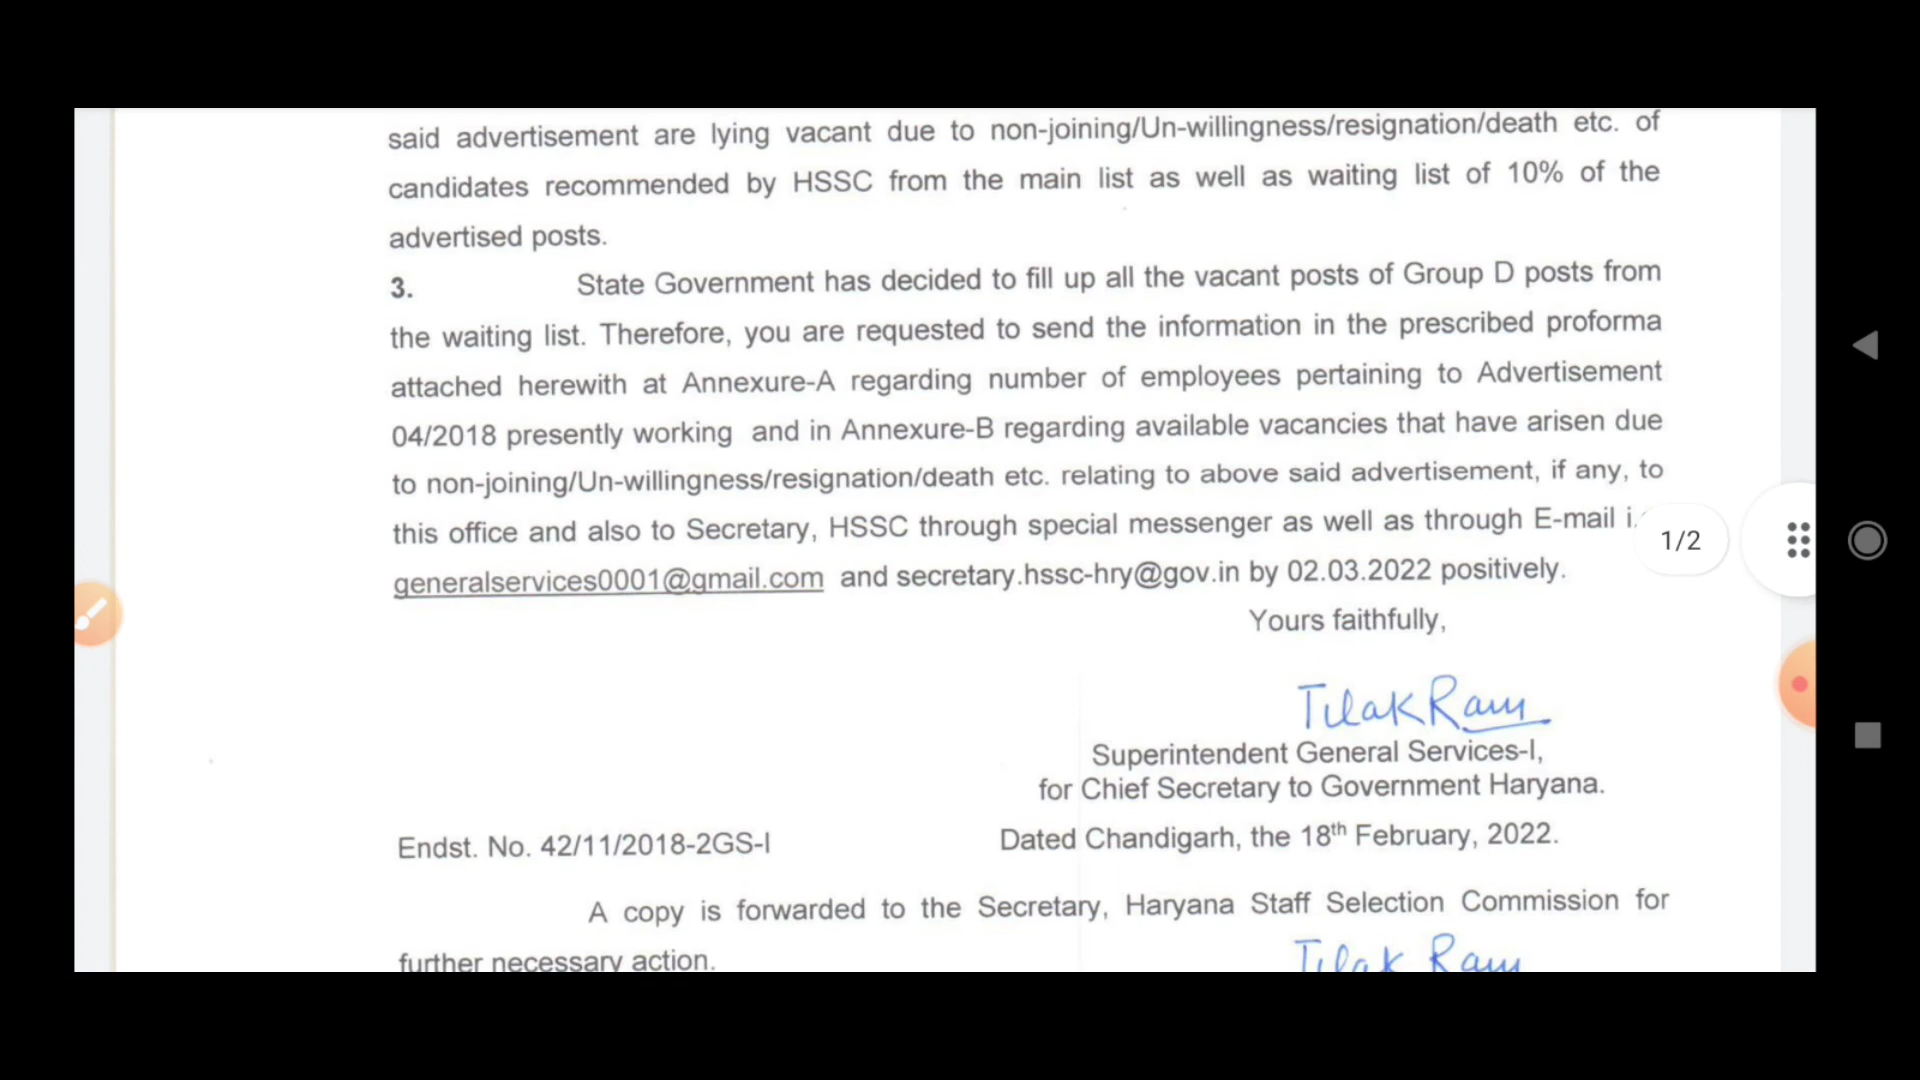 said advertisement are lying vacant due to non-joining/Un-willingness/resignation/death etc. of
candidates recommended by HSSC from the main list as well as waiting list of 10% of the
advertised posts.
3. State Government has decided to fill up all the vacant posts of Group D posts from
the waiting list. Therefore, you are requested to send the information in the prescribed proforma
attached herewith at Annexure-A regarding number of employees pertaining to Advertisement
04/2018 presently working and in Annexure-B regarding available vacancies that have arisen due
to non-joining/Un-willingness/resignation/death etc. relating to above said advertisement, if any, to
this office and also to Secretary, HSSC through special messenger as well as through E-mail i.
1/2
generalservices0001@gmail.com and secretary.hssc-hry@gov.in by 02.03.2022 positively.
Yours faithfully,
Tilak Ram
Superintendent General Services-I,
for Chief Secretary to Government Haryana.
Endst. No. 42/11/2018-2GS-I Dated Chandigarh, the 18th February, 2022.
A copy is forwarded to the Secretary, Haryana Staff Selection Commission for
further necessary action.
Tilak Ram